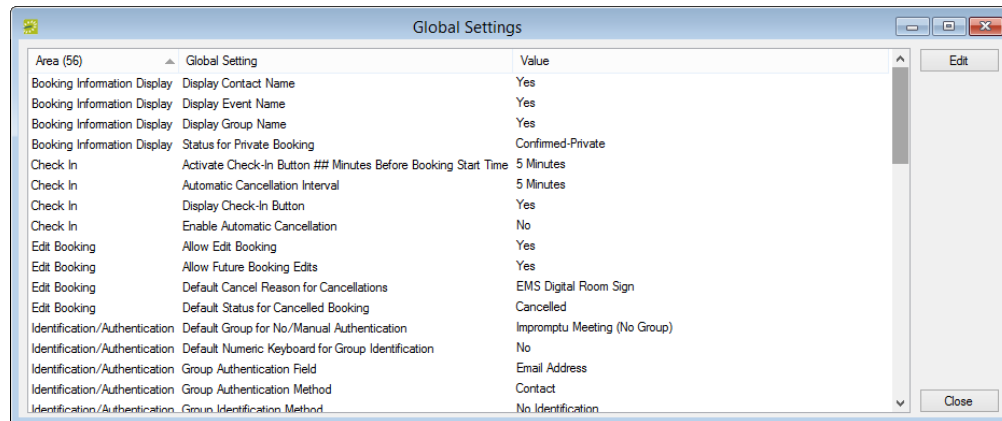 Global Settings
Area (56) Global Setting Value
Edit
Booking Information Display Display Contact Name Yes
Booking Information Display Display Event Name Yes
Booking Information Display Display Group Name Yes
Booking Information Display Status for Private Booking Confirmed-Private
Check In Activate Check-In Button ## Minutes Before Booking Start Time 5 Minutes
Check In Automatic Cancellation Interval 5 Minutes
Check In Display Check-In Button Yes
Check In Enable Automatic Cancellation No
Edit Booking Allow Edit Booking Yes
Edit Booking Allow Future Booking Edits Yes
Edit Booking Default Cancel Reason for Cancellations EMS Digital Room Sign
Edit Booking Default Status for Cancelled Booking Cancelled
Identification/Authentication Default Group for No/Manual Authentication Impromptu Meeting (No Group)
Identification/Authentication Default Numeric Keyboard for Group Identification No
Identification/Authentication Group Authentication Field Email Address
Identification/Authentication Group Authentication Method Contact
Identification/Authentication Group Identification Method No Identification
Close